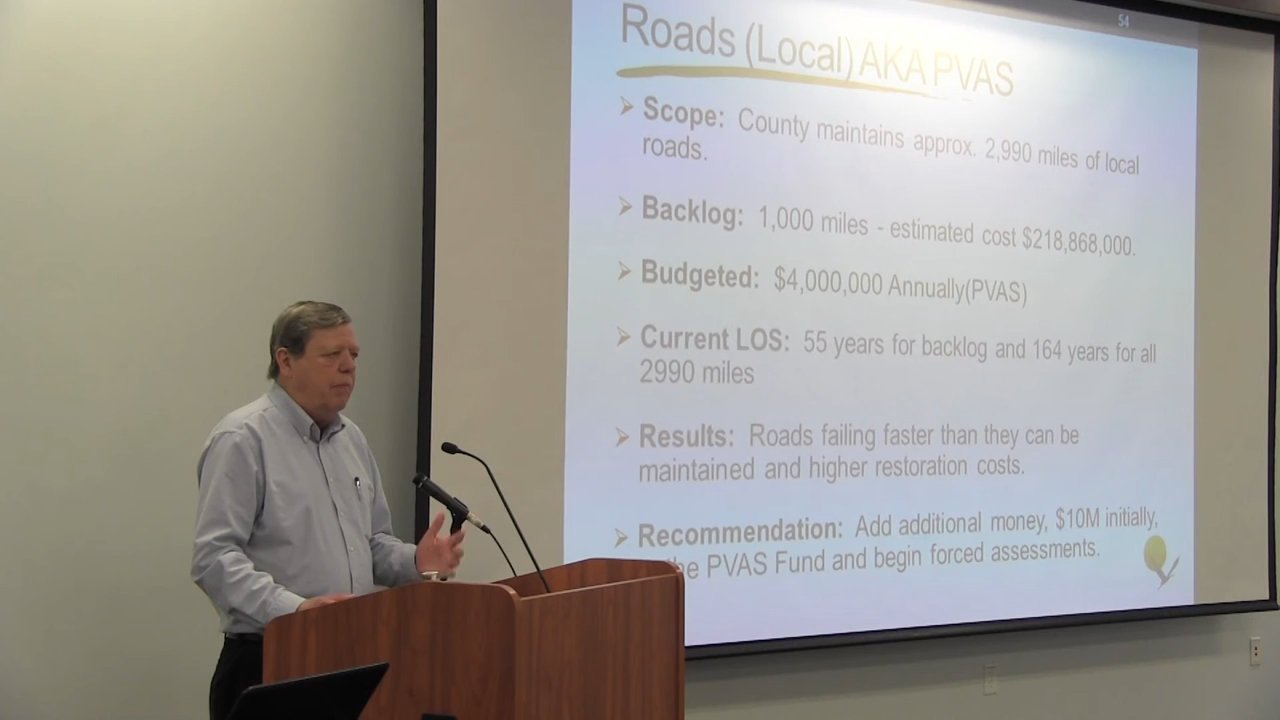 54
Roads (Local) AKA PVAS
➢ Scope: County maintains approx. 2,990 miles of local
roads.
➢ Backlog: 1,000 miles - estimated cost $218,868,000.
➢ Budgeted: $4,000,000 Annually(PVAS)
➢ Current LOS: 55 years for backlog and 164 years for all
2990 miles
➢ Results: Roads failing faster than they can be
maintained and higher restoration costs.
➢ Recommendation: Add additional money, $10M initially,
PVAS Fund and begin forced assessments.